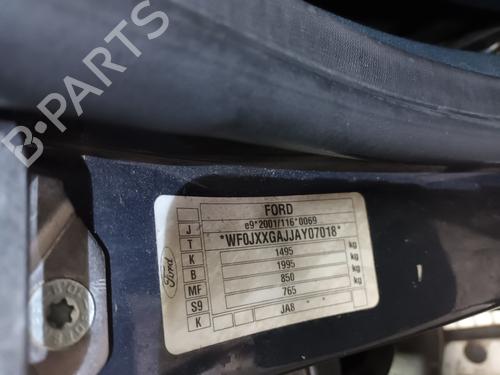 B-PARTS
FORD
e9*2001/116*0069
*WF0JXXGAJJAY07018*
J
T
K
K
B
MF
S9
K
1495 kg
1995 kg
850 kg
765 kg
JA8
Ford
B-PARTS